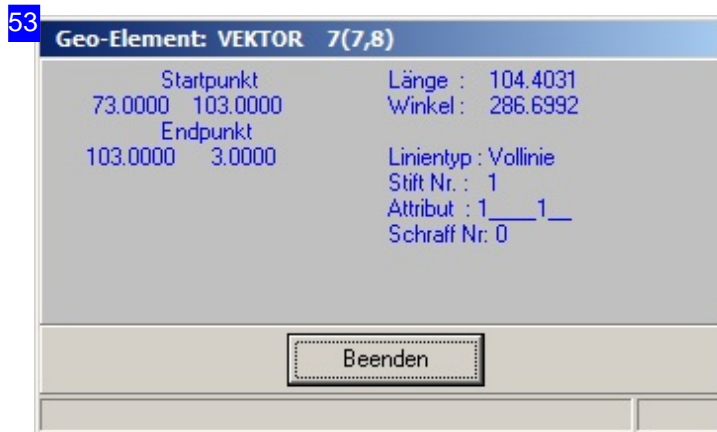 53
Geo-Element: VEKTOR 7(7,8)
Startpunkt
73.0000 103.0000
Endpunkt
103.0000 3.0000
Länge : 104.4031
Winkel : 286.6992
Linientyp : Vollinie
Stift Nr. : 1
Attribut : 1____1__
Schraff Nr: 0
Beenden